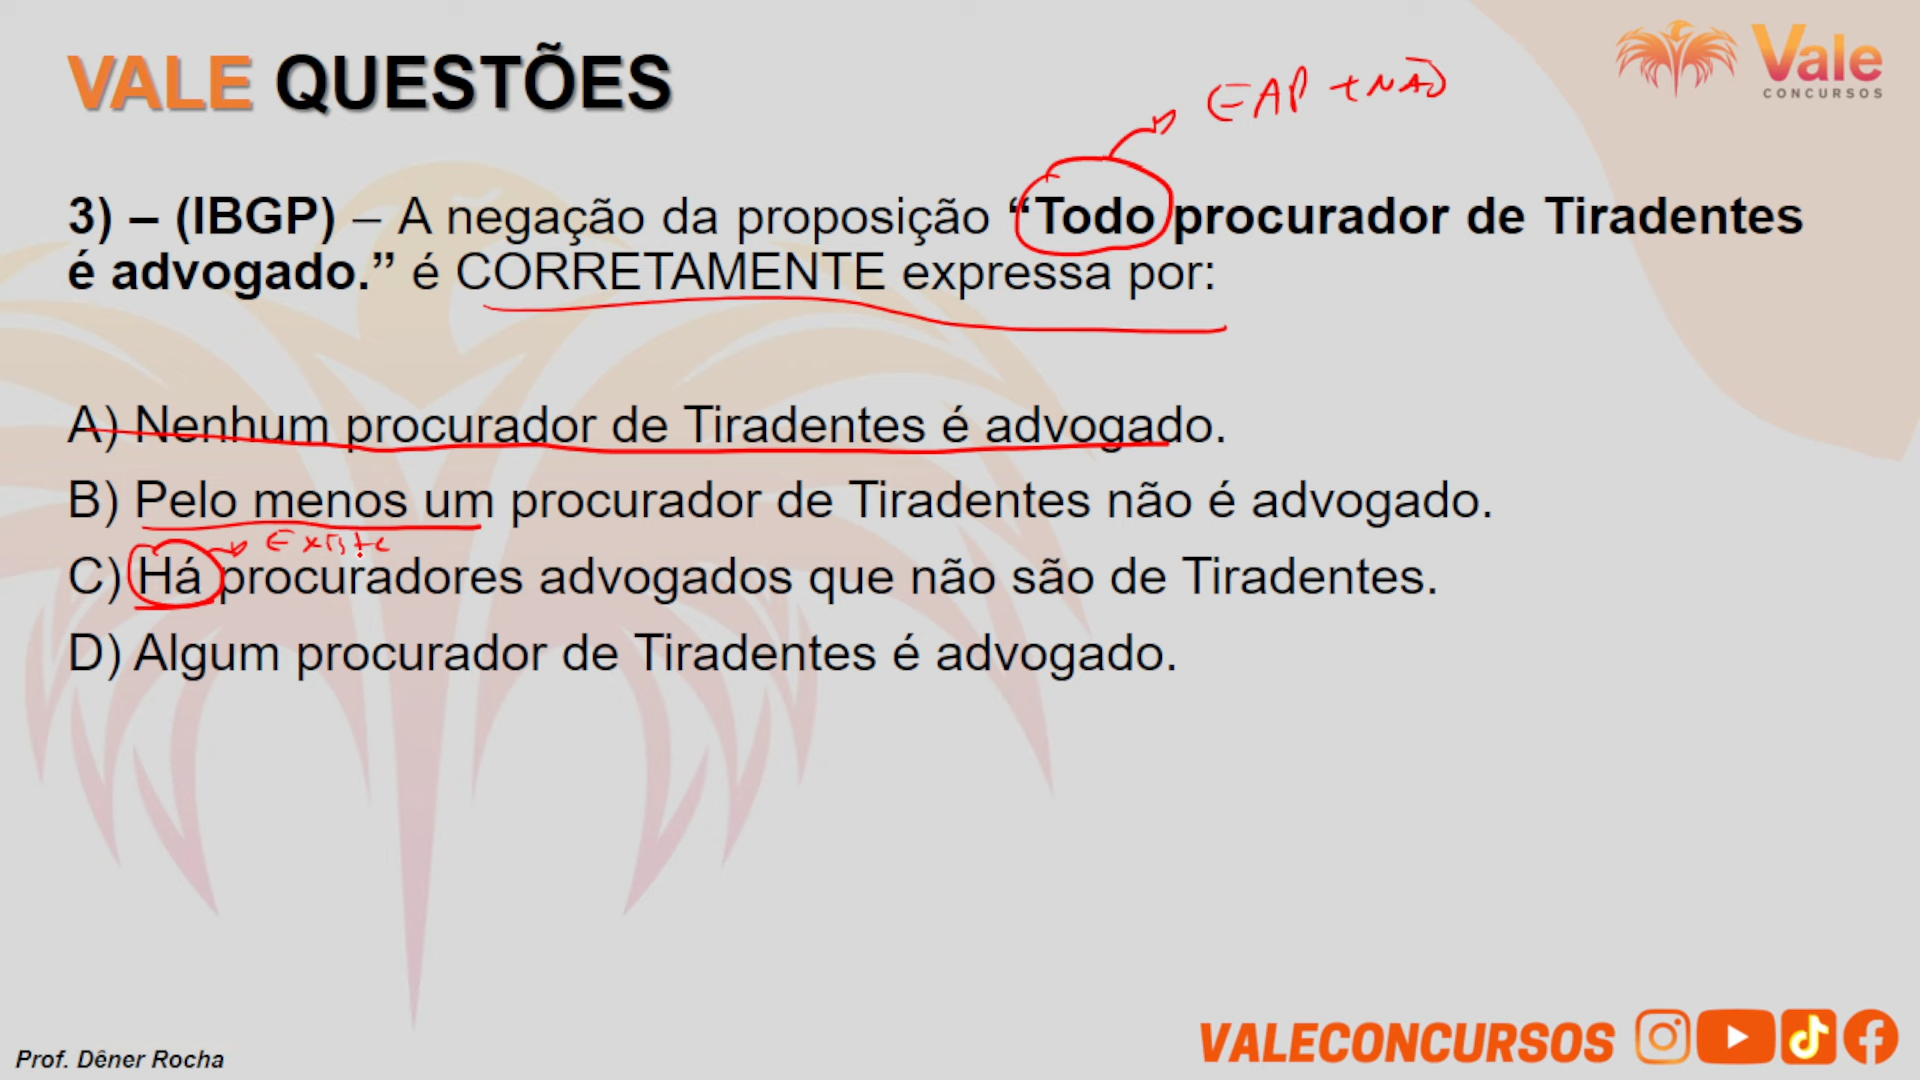 VALE QUESTÕES
Vale
CONCURSOS
EAP + NÃO
3) – (IBGP) – A negação da proposição “Todo procurador de Tiradentes
é advogado.” é CORRETAMENTE expressa por:
A) Nenhum procurador de Tiradentes é advogado.
B) Pelo menos um procurador de Tiradentes não é advogado.
Existe
C) Há procuradores advogados que não são de Tiradentes.
D) Algum procurador de Tiradentes é advogado.
VALECONCURSOS
Prof. Dêner Rocha